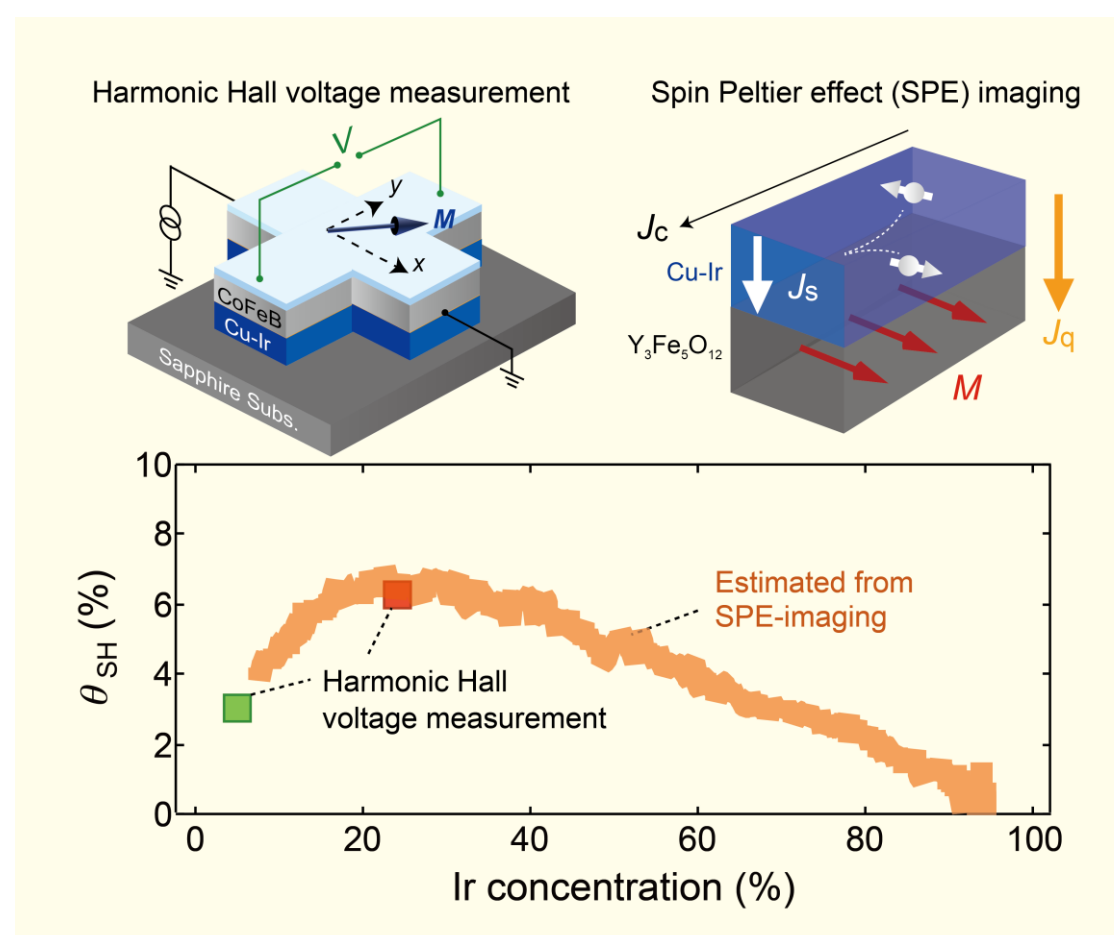 Harmonic Hall voltage measurement
V
y
M
x
CoFeB
Cu-Ir
Sapphire Subs.
Spin Peltier effect (SPE) imaging
Jc
Cu-Ir
Js
Y₃Fe₅O₁₂
Jq
M
10
8
6
4
2
0
θSH (%)
Estimated from
SPE-imaging
Harmonic Hall
voltage measurement
0 20 40 60 80 100
Ir concentration (%)